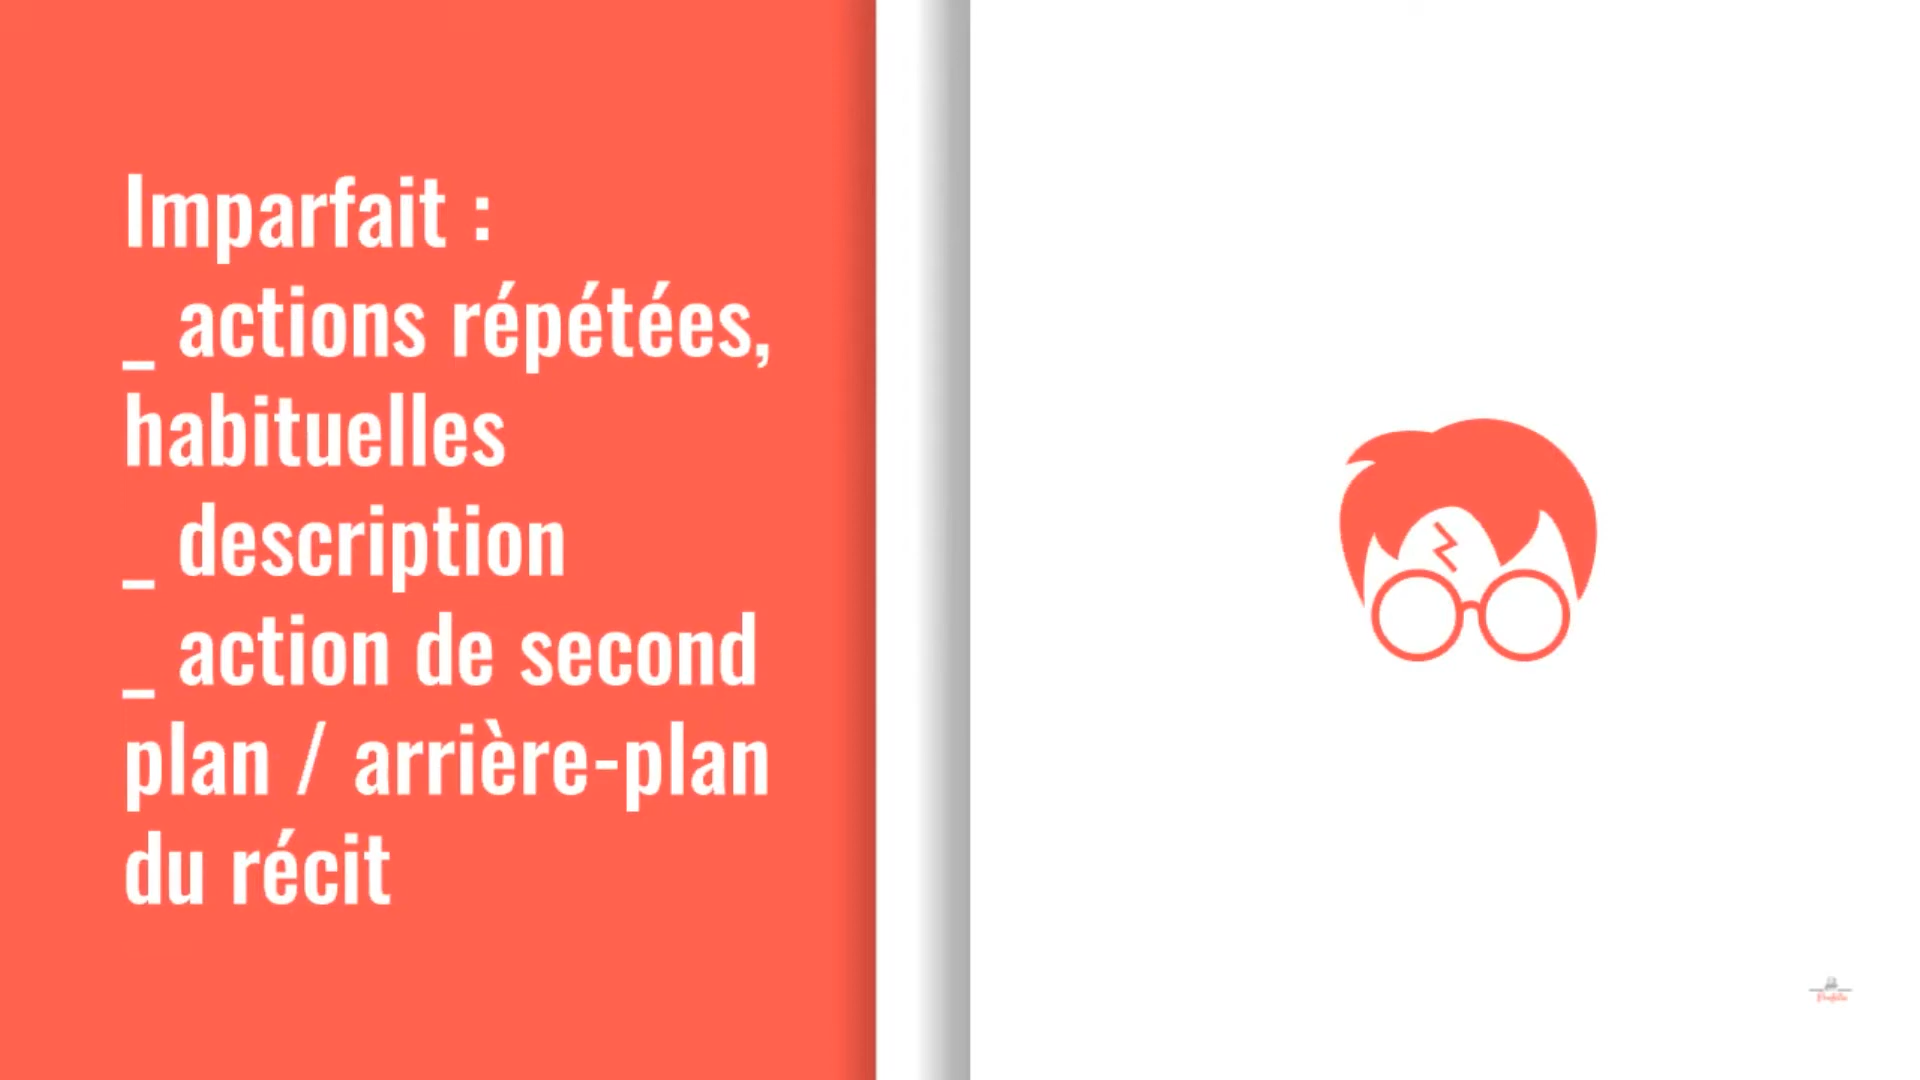 Imparfait :
_ actions répétées,
habituelles
_ description
_ action de second
plan / arrière-plan
du récit